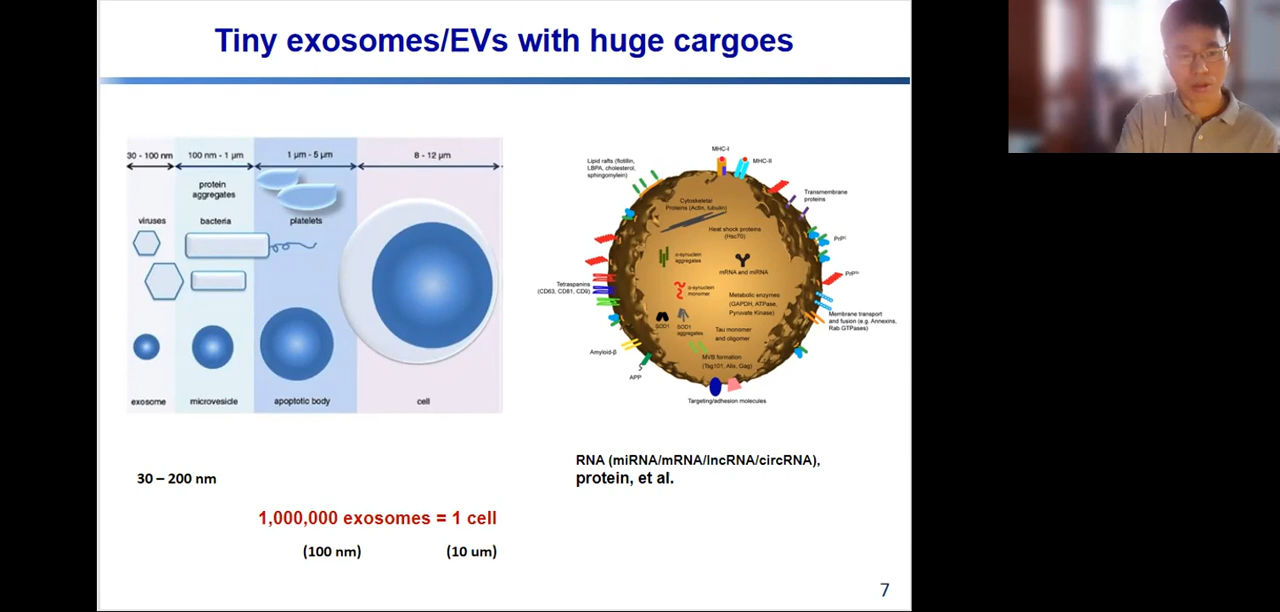 Tiny exosomes/EVs with huge cargoes
30 - 100 nm
100 nm - 1 µm
1 µm - 5 µm
8 - 12 µm
protein
aggregates
viruses
bacteria
platelets
exosome
microvesicle
apoptotic body
cell
MHC-I
MHC-II
Lipid rafts (flotillin,
LBPA, cholesterol,
sphingomyelin)
Transmembrane
proteins
Cytoskeletal
Proteins (Actin, tubulin)
Heat shock proteins
(Hsc70)
α-synuclein
aggregates
mRNA and miRNA
α-synuclein
monomer
Tetraspanins
(CD63, CD81, CD9)
Metabolic enzymes
(GAPDH, ATPase,
Pyruvate Kinase)
SOD1
SOD1
aggregates
Tau monomer
and oligomer
Membrane transport
and fusion (e.g. Annexins,
Rab GTPases)
MVB formation
(Tsg101, Alix, Gag)
Amyloid-β
APP
Targeting/adhesion molecules
30 – 200 nm
1,000,000 exosomes = 1 cell
(100 nm)
(10 um)
RNA (miRNA/mRNA/lncRNA/circRNA),
protein, et al.
7